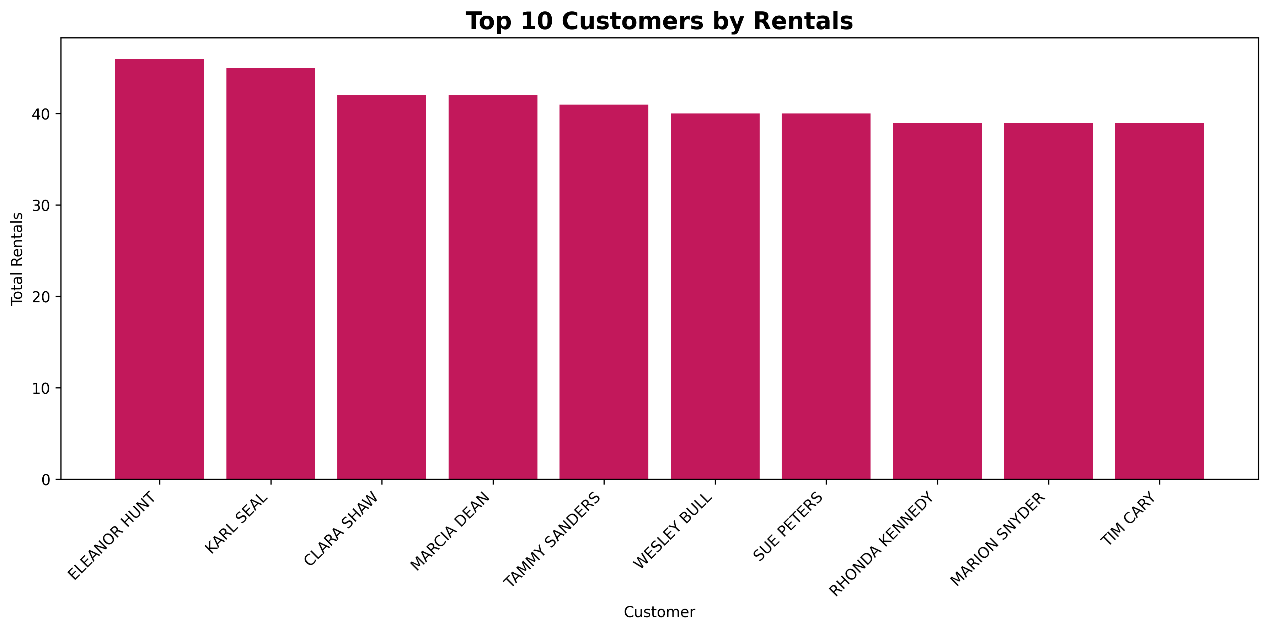 Top 10 Customers by Rentals
Total Rentals
40
30
20
10
0
ELEANOR HUNT
KARL SEAL
CLARA SHAW
MARCIA DEAN
TAMMY SANDERS
WESLEY BULL
SUE PETERS
RHONDA KENNEDY
MARION SNYDER
TIM CARY
Customer